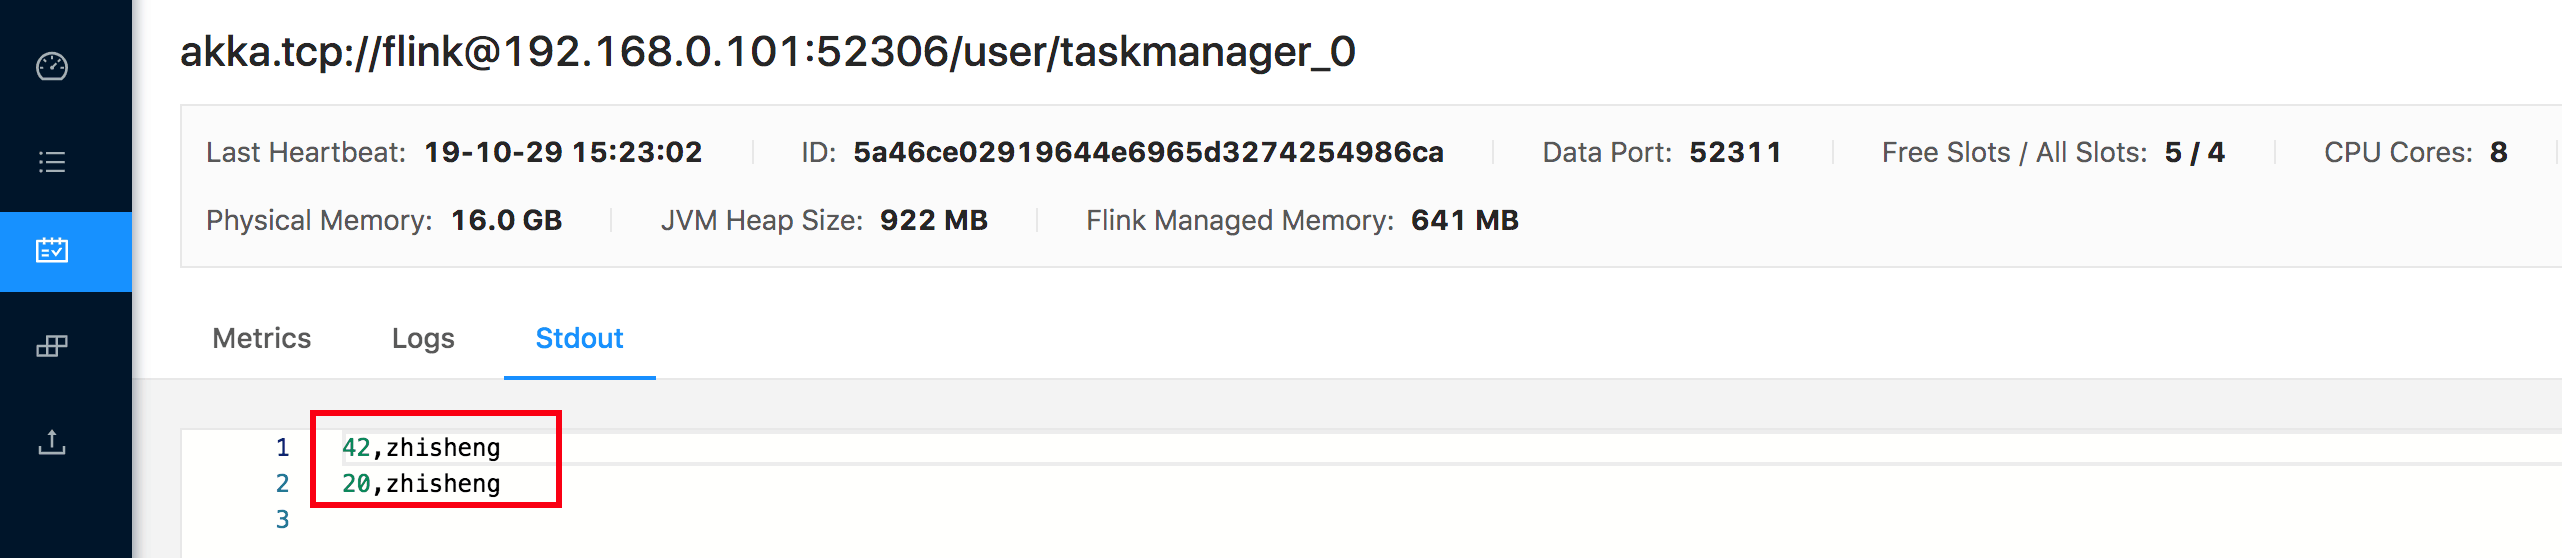 akka.tcp://flink@192.168.0.101:52306/user/taskmanager_0
Last Heartbeat: 19-10-29 15:23:02 ID: 5a46ce02919644e6965d3274254986ca Data Port: 52311 Free Slots / All Slots: 5 / 4 CPU Cores: 8
Physical Memory: 16.0 GB JVM Heap Size: 922 MB Flink Managed Memory: 641 MB
Metrics Logs Stdout
1 42,zhisheng
2 20,zhisheng
3